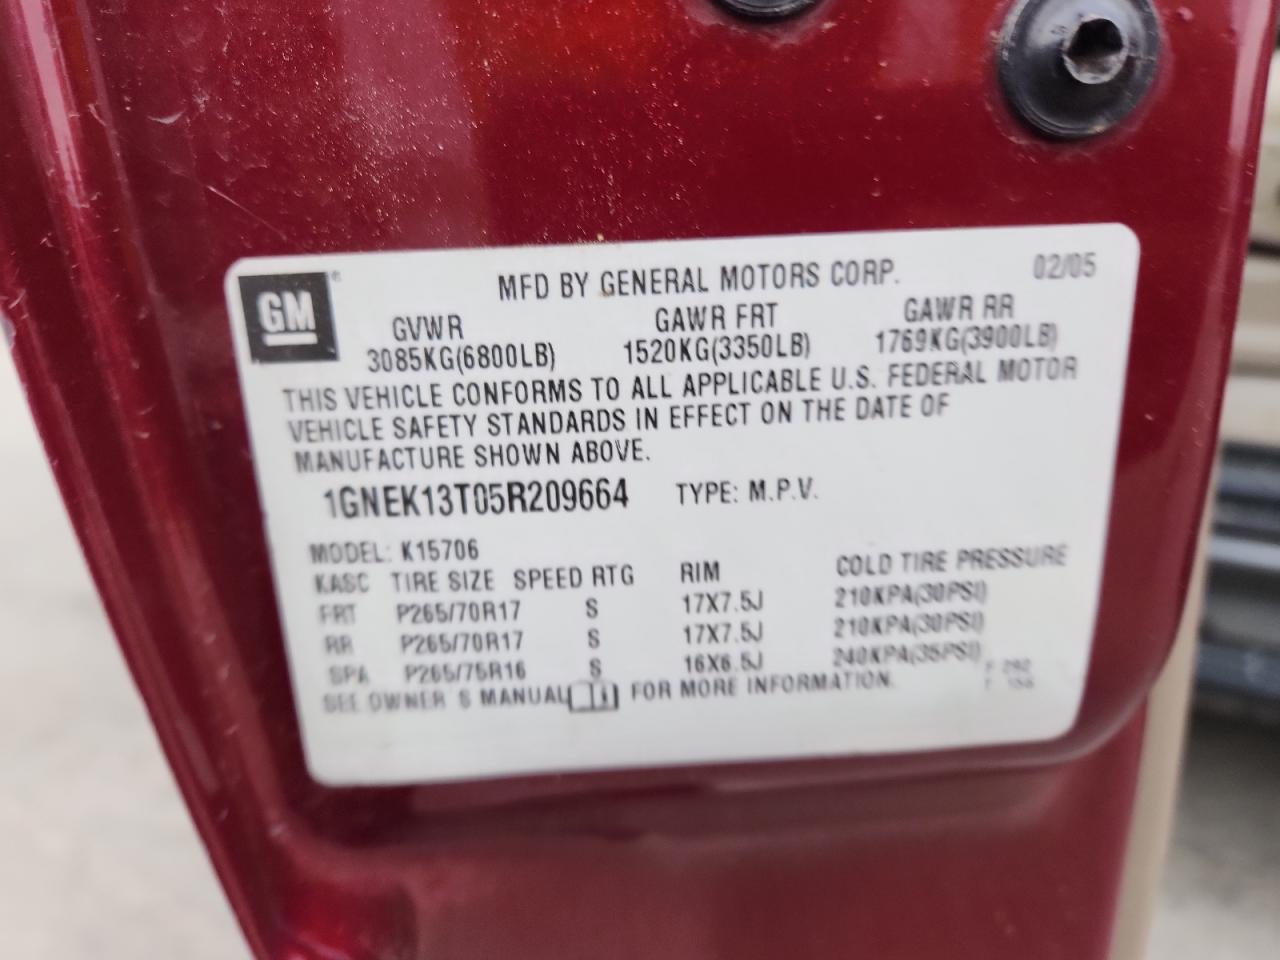 GM
MFD BY GENERAL MOTORS CORP. 02/05
GVWR GAWR FRT GAWR RR
3085KG(6800LB) 1520KG(3350LB) 1769KG(3900LB)
THIS VEHICLE CONFORMS TO ALL APPLICABLE U.S. FEDERAL MOTOR
VEHICLE SAFETY STANDARDS IN EFFECT ON THE DATE OF
MANUFACTURE SHOWN ABOVE.
1GNEK13T05R209664 TYPE: M.P.V.
MODEL: K15706
KASC TIRE SIZE SPEED RTG RIM COLD TIRE PRESSURE
FRT P265/70R17 S 17X7.5J 210KPA(30PSI)
RR P265/70R17 S 17X7.5J 210KPA(30PSI)
SPA P265/75R16 S 16X6.5J 240KPA(35PSI)
SEE OWNER S MANUAL FOR MORE INFORMATION.